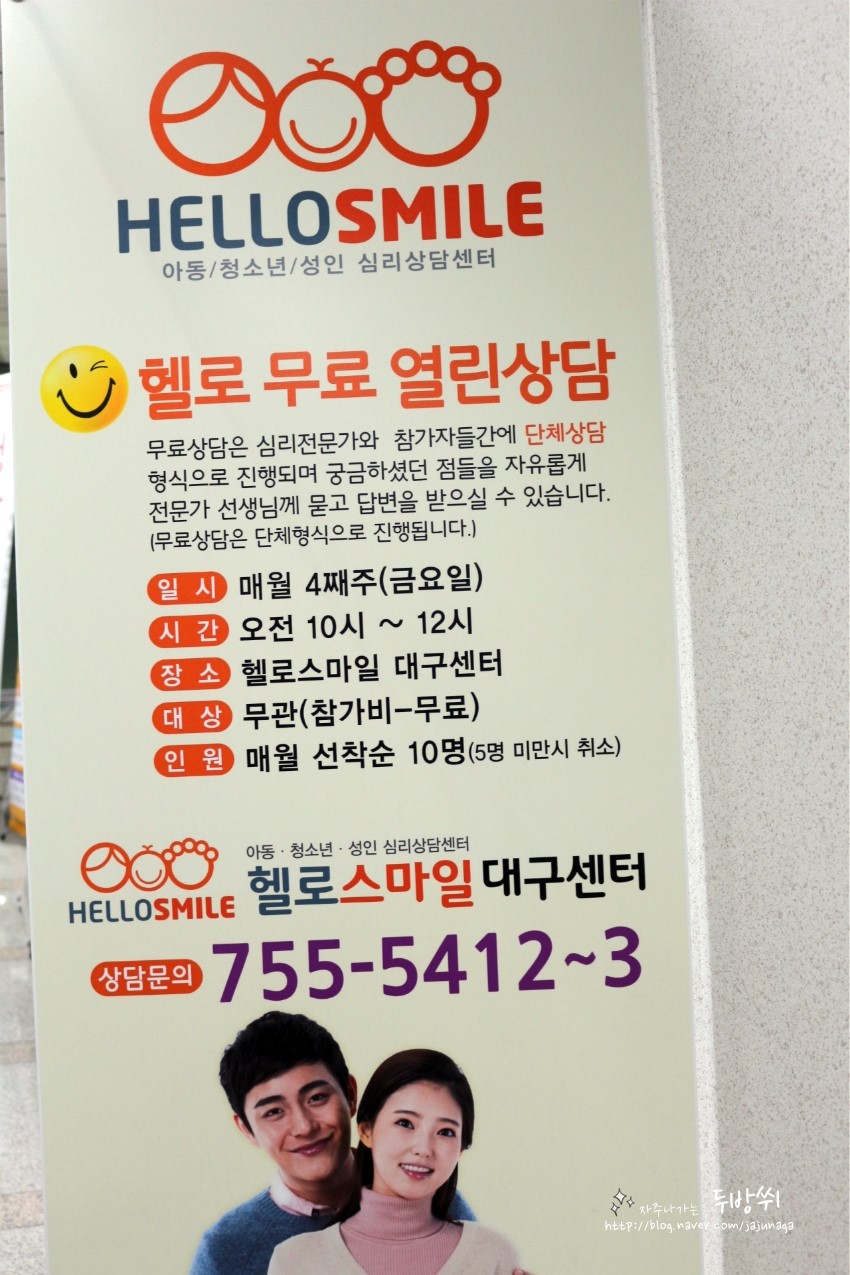 HELLOSMILE
아동/청소년/성인 심리상담센터
헬로 무료 열린상담
무료상담은 심리전문가와 참가자들간에 단체상담
형식으로 진행되며 궁금하셨던 점들을 자유롭게
전문가 선생님께 묻고 답변을 받으실 수 있습니다.
(무료상담은 단체형식으로 진행됩니다.)
일 시 매월 4째주(금요일)
시 간 오전 10시 ~ 12시
장 소 헬로스마일 대구센터
대 상 무관(참가비-무료)
인 원 매월 선착순 10명(5명 미만시 취소)
아동 · 청소년 · 성인 심리상담센터
HELLOSMILE 헬로스마일 대구센터
상담문의 755-5412~3
자주나가는 두방쒸
http://blog.naver.com/jajunaga